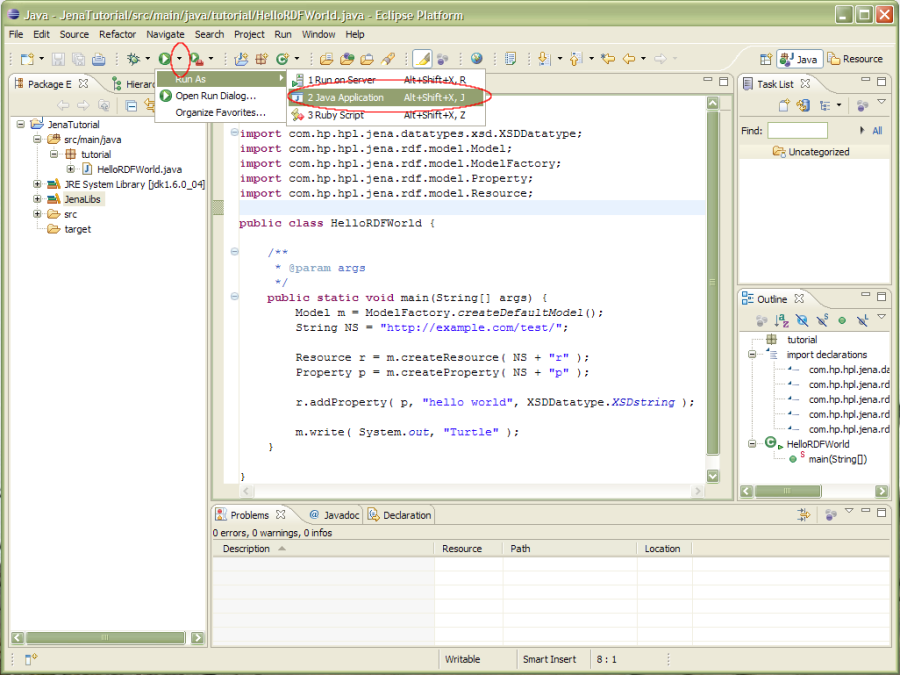 Java - JenaTutorial/src/main/java/tutorial/HelloRDFWorld.java - Eclipse Platform
File Edit Source Refactor Navigate Search Project Run Window Help
Java Resource
Package E Hierar
Run As
Open Run Dialog...
Organize Favorites...
1 Run on Server Alt+Shift+X, R
2 Java Application Alt+Shift+X, J
3 Ruby Script Alt+Shift+X, Z
JenaTutorial
src/main/java
tutorial
HelloRDFWorld.java
JRE System Library [jdk1.6.0_04]
JenaLibs
src
target
import com.hp.hpl.jena.datatypes.xsd.XSDDatatype;
import com.hp.hpl.jena.rdf.model.Model;
import com.hp.hpl.jena.rdf.model.ModelFactory;
import com.hp.hpl.jena.rdf.model.Property;
import com.hp.hpl.jena.rdf.model.Resource;
public class HelloRDFWorld {
/**
* @param args
*/
public static void main(String[] args) {
Model m = ModelFactory.createDefaultModel();
String NS = "http://example.com/test/";
Resource r = m.createResource( NS + "r" );
Property p = m.createProperty( NS + "p" );
r.addProperty( p, "hello world", XSDDatatype.XSDstring );
m.write( System.out, "Turtle" );
}
}
Task List
Find: All
Uncategorized
Outline
tutorial
import declarations
com.hp.hpl.jena.da
com.hp.hpl.jena.rd
com.hp.hpl.jena.rd
com.hp.hpl.jena.rd
com.hp.hpl.jena.rd
HelloRDFWorld
main(String[])
Problems @ Javadoc Declaration
0 errors, 0 warnings, 0 infos
Description Resource Path Location
Writable Smart Insert 8 : 1